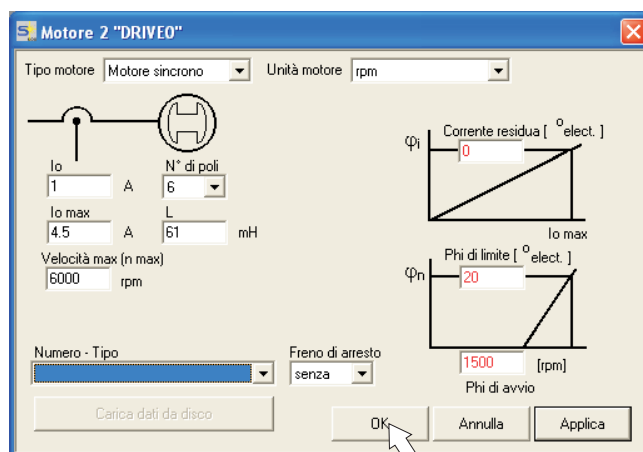 Motore 2 "DRIVE0"
Tipo motore Motore sincrono Unità motore rpm
Io N° di poli
1 A 6
Io max L
4.5 A 61 mH
Velocità max (n max)
6000 rpm
φi Corrente residua [ °elect. ]
0
Io max
φn Phi di limite [ °elect. ]
20
1500 [rpm]
Phi di avvio
Numero - Tipo Freno di arresto
senza
Carica dati da disco
OK Annulla Applica